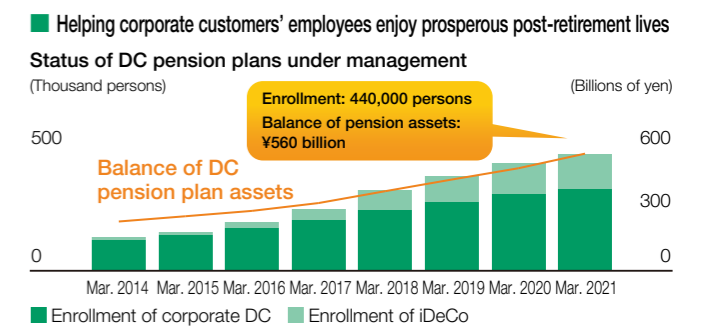 Helping corporate customers' employees enjoy prosperous post-retirement lives
Status of DC pension plans under management
(Thousand persons)
(Billions of yen)
Enrollment: 440,000 persons
Balance of pension assets:
¥560 billion
500
600
Balance of DC
pension plan assets
300
0
0
Mar. 2014 Mar. 2015 Mar. 2016 Mar. 2017 Mar. 2018 Mar. 2019 Mar. 2020 Mar. 2021
Enrollment of corporate DC
Enrollment of iDeCo